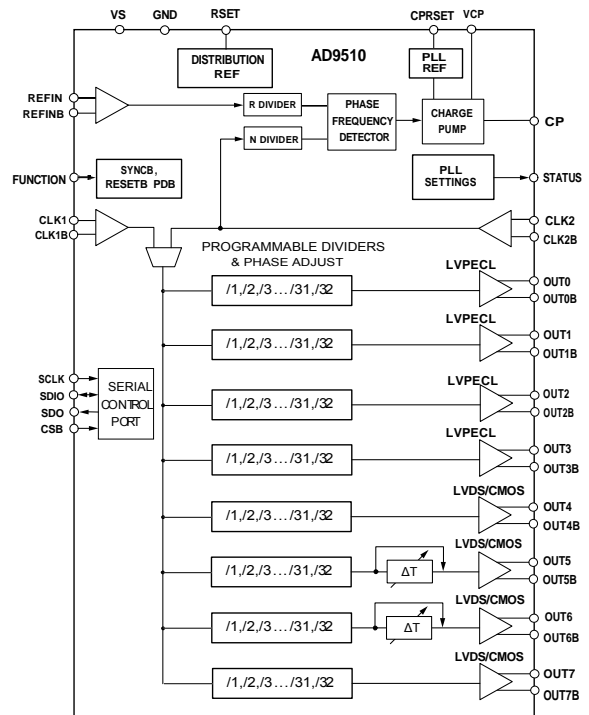 VS
GND
RSET
CPRSET
VCP
DISTRIBUTION
REF
AD9510
PLL
REF
REFIN
REFINB
R DIVIDER
N DIVIDER
PHASE
FREQUENCY
DETECTOR
CHARGE
PUMP
CP
FUNCTION
SYNCB,
RESETB PDB
PLL
SETTINGS
STATUS
CLK1
CLK1B
CLK2
CLK2B
PROGRAMMABLE DIVIDERS
& PHASE ADJUST
/1,/2,/3…/31,/32
LVPECL
OUT0
OUT0B
/1,/2,/3…/31,/32
LVPECL
OUT1
OUT1B
SCLK
SDIO
SDO
CSB
SERIAL
CONTROL
PORT
/1,/2,/3…/31,/32
LVPECL
OUT2
OUT2B
/1,/2,/3…/31,/32
LVPECL
OUT3
OUT3B
/1,/2,/3…/31,/32
LVDS/CMOS
OUT4
OUT4B
/1,/2,/3…/31,/32
ΔT
LVDS/CMOS
OUT5
OUT5B
/1,/2,/3…/31,/32
ΔT
LVDS/CMOS
OUT6
OUT6B
/1,/2,/3…/31,/32
LVDS/CMOS
OUT7
OUT7B